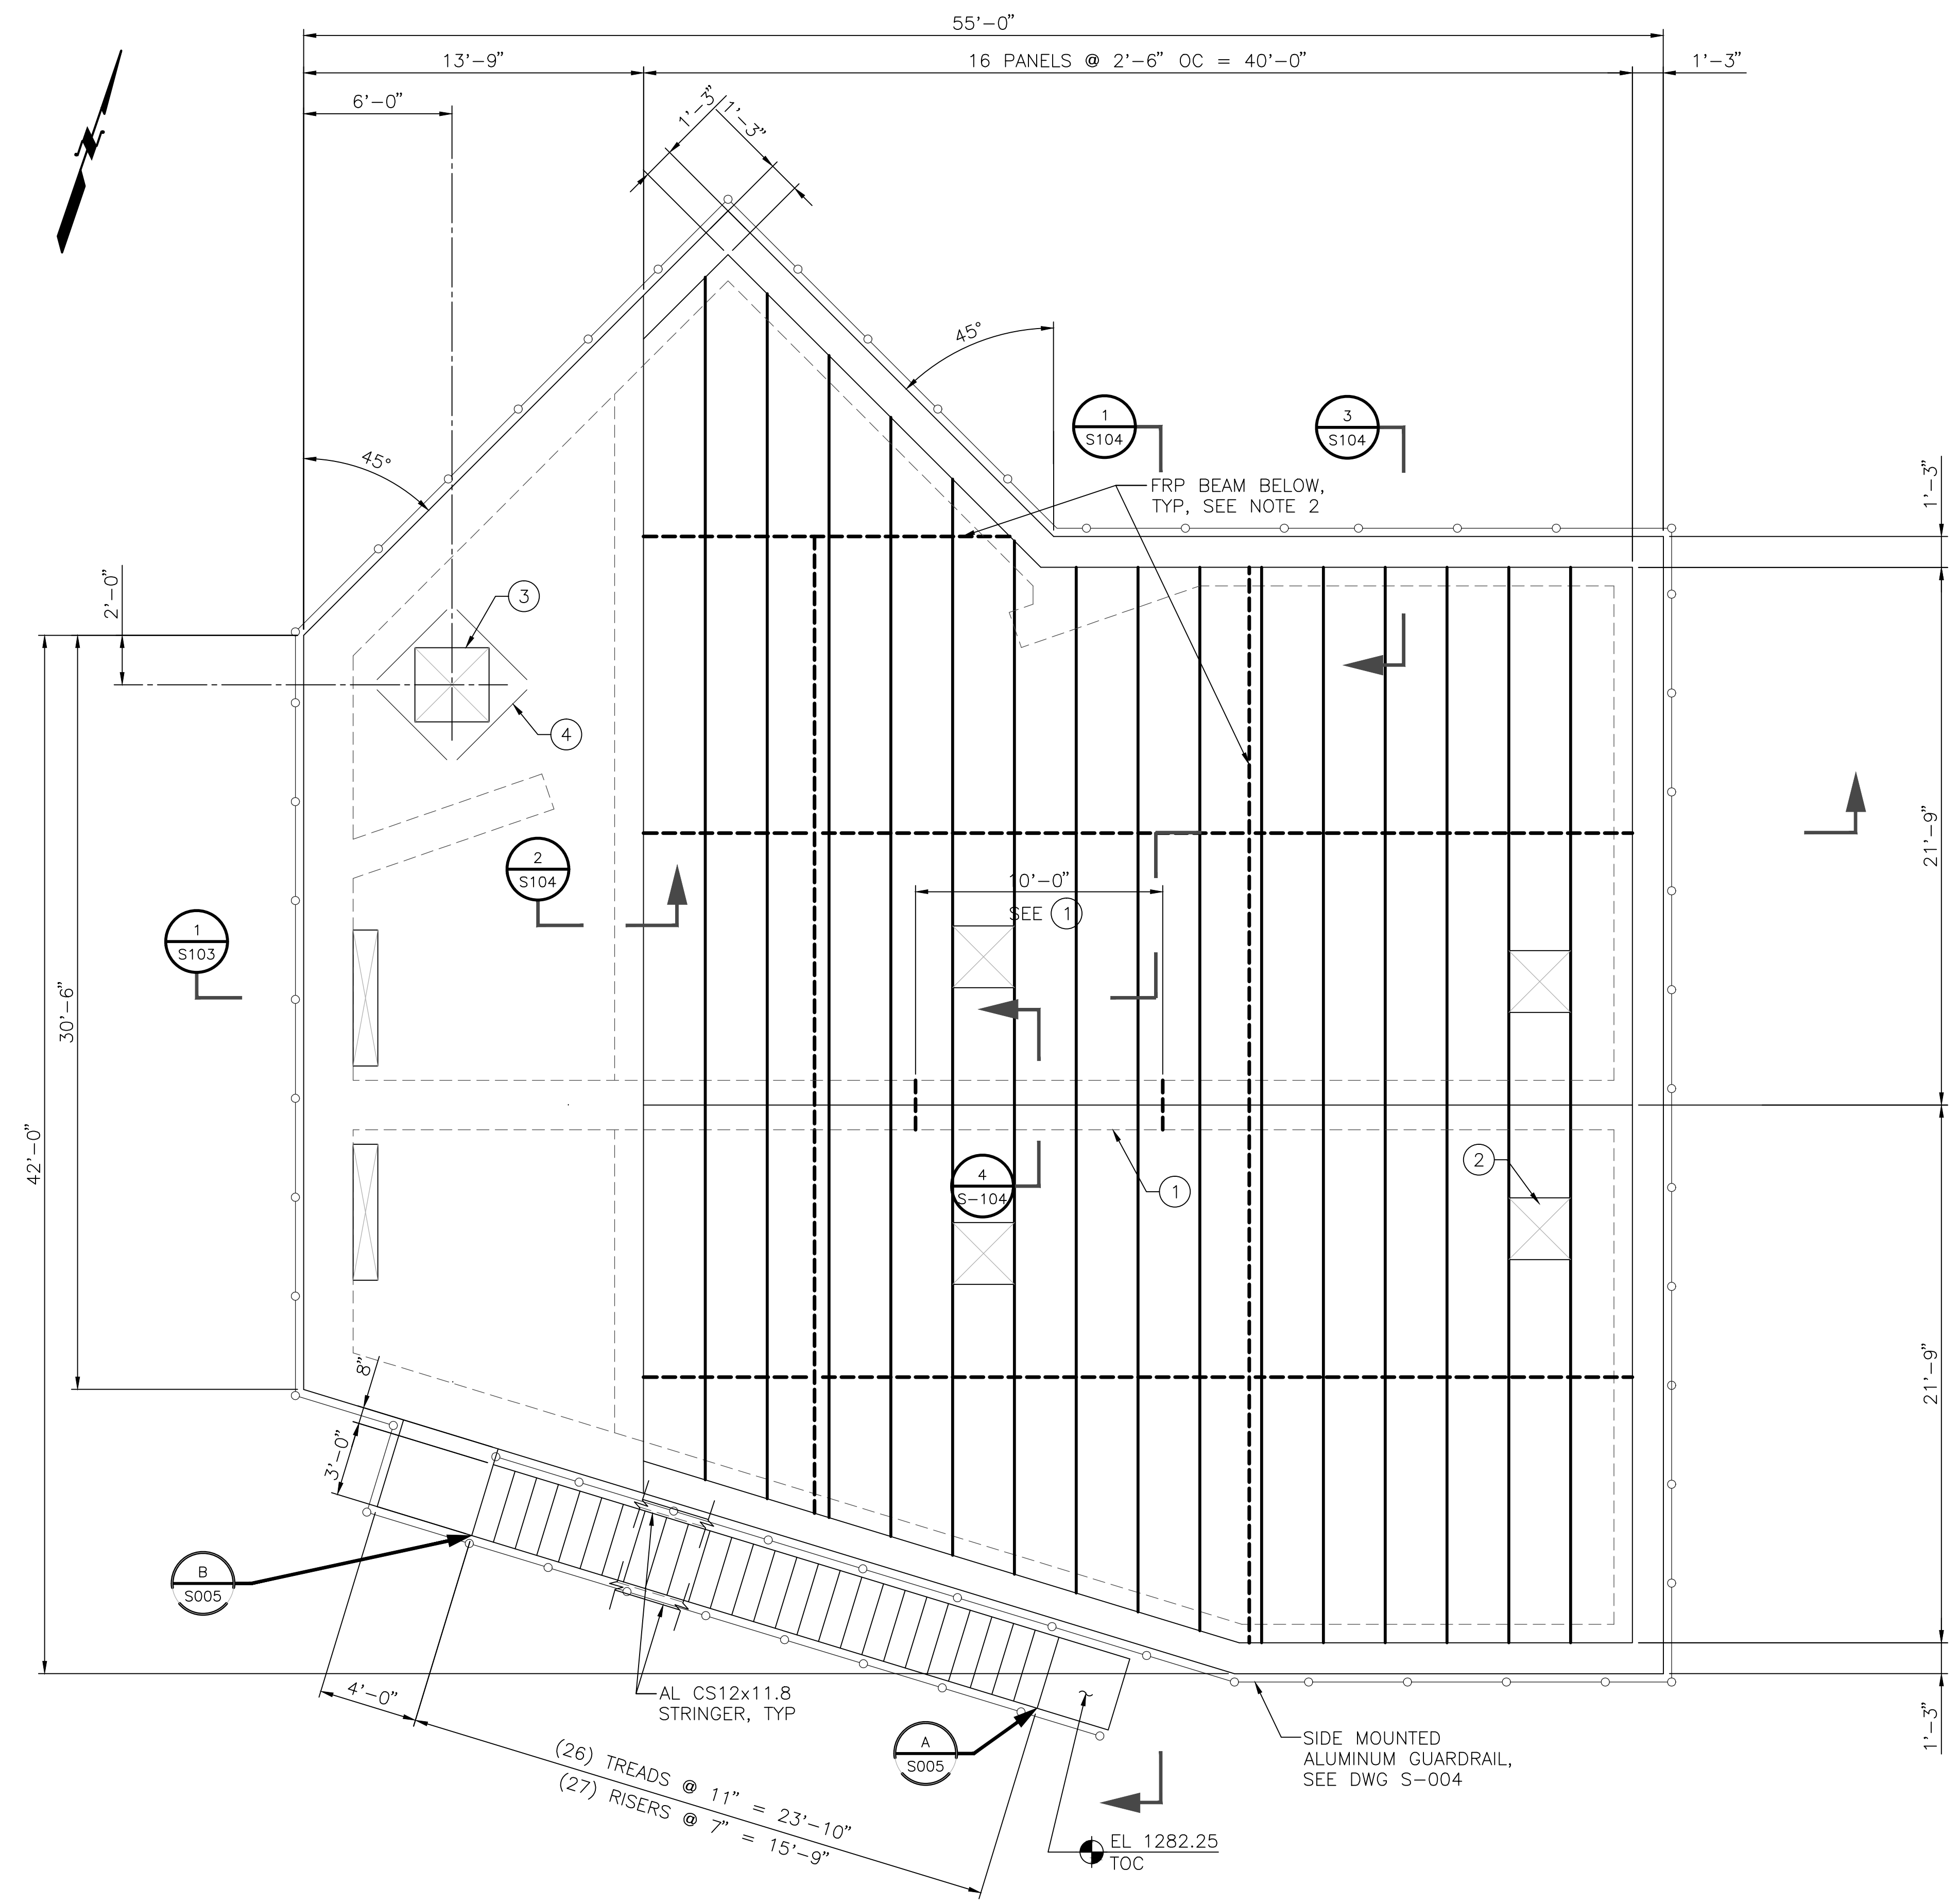 55'-0"
13'-9"
16 PANELS @ 2'-6" OC = 40'-0"
1'-3"
6'-0"
1'-3"
1'-3"
N
45°
45°
1
S104
3
S104
FRP BEAM BELOW,
TYP, SEE NOTE 2
1'-3"
2'-0"
3
4
21'-9"
2
S104
10'-0"
SEE 1
1
S103
30'-6"
42'-0"
4
S-104
1
2
21'-9"
8"
3'-0"
B
S005
4'-0"
AL CS12x11.8
STRINGER, TYP
(26) TREADS @ 11" = 23'-10"
(27) RISERS @ 7" = 15'-9"
A
S005
SIDE MOUNTED
ALUMINUM GUARDRAIL,
SEE DWG S-004
1'-3"
EL 1282.25
TOC